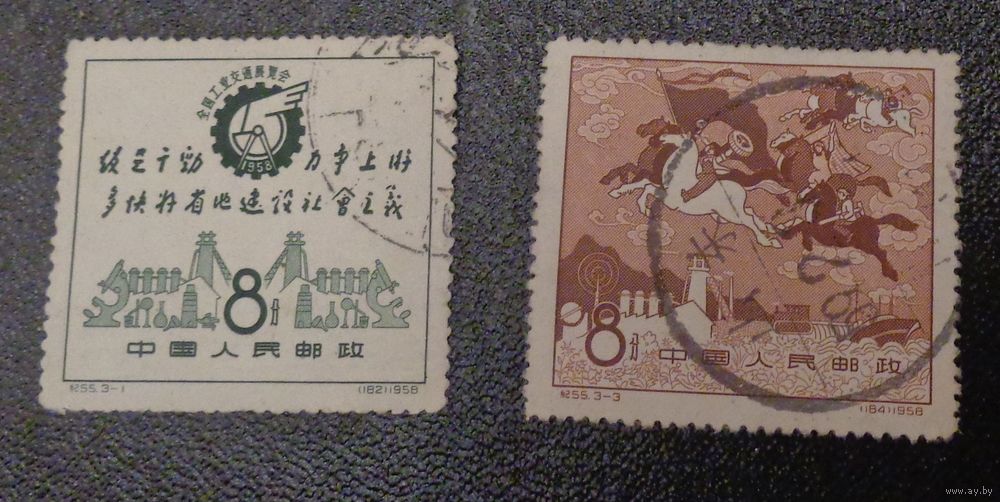 全国工业交通展览会
1958
鼓足干劲 力争上游
多快好省地建设社會主義
8分
中国人民邮政
纪55.3-1
(182)1958
8分
中国人民邮政
纪55.3-3
(184)1958
www.ay.by